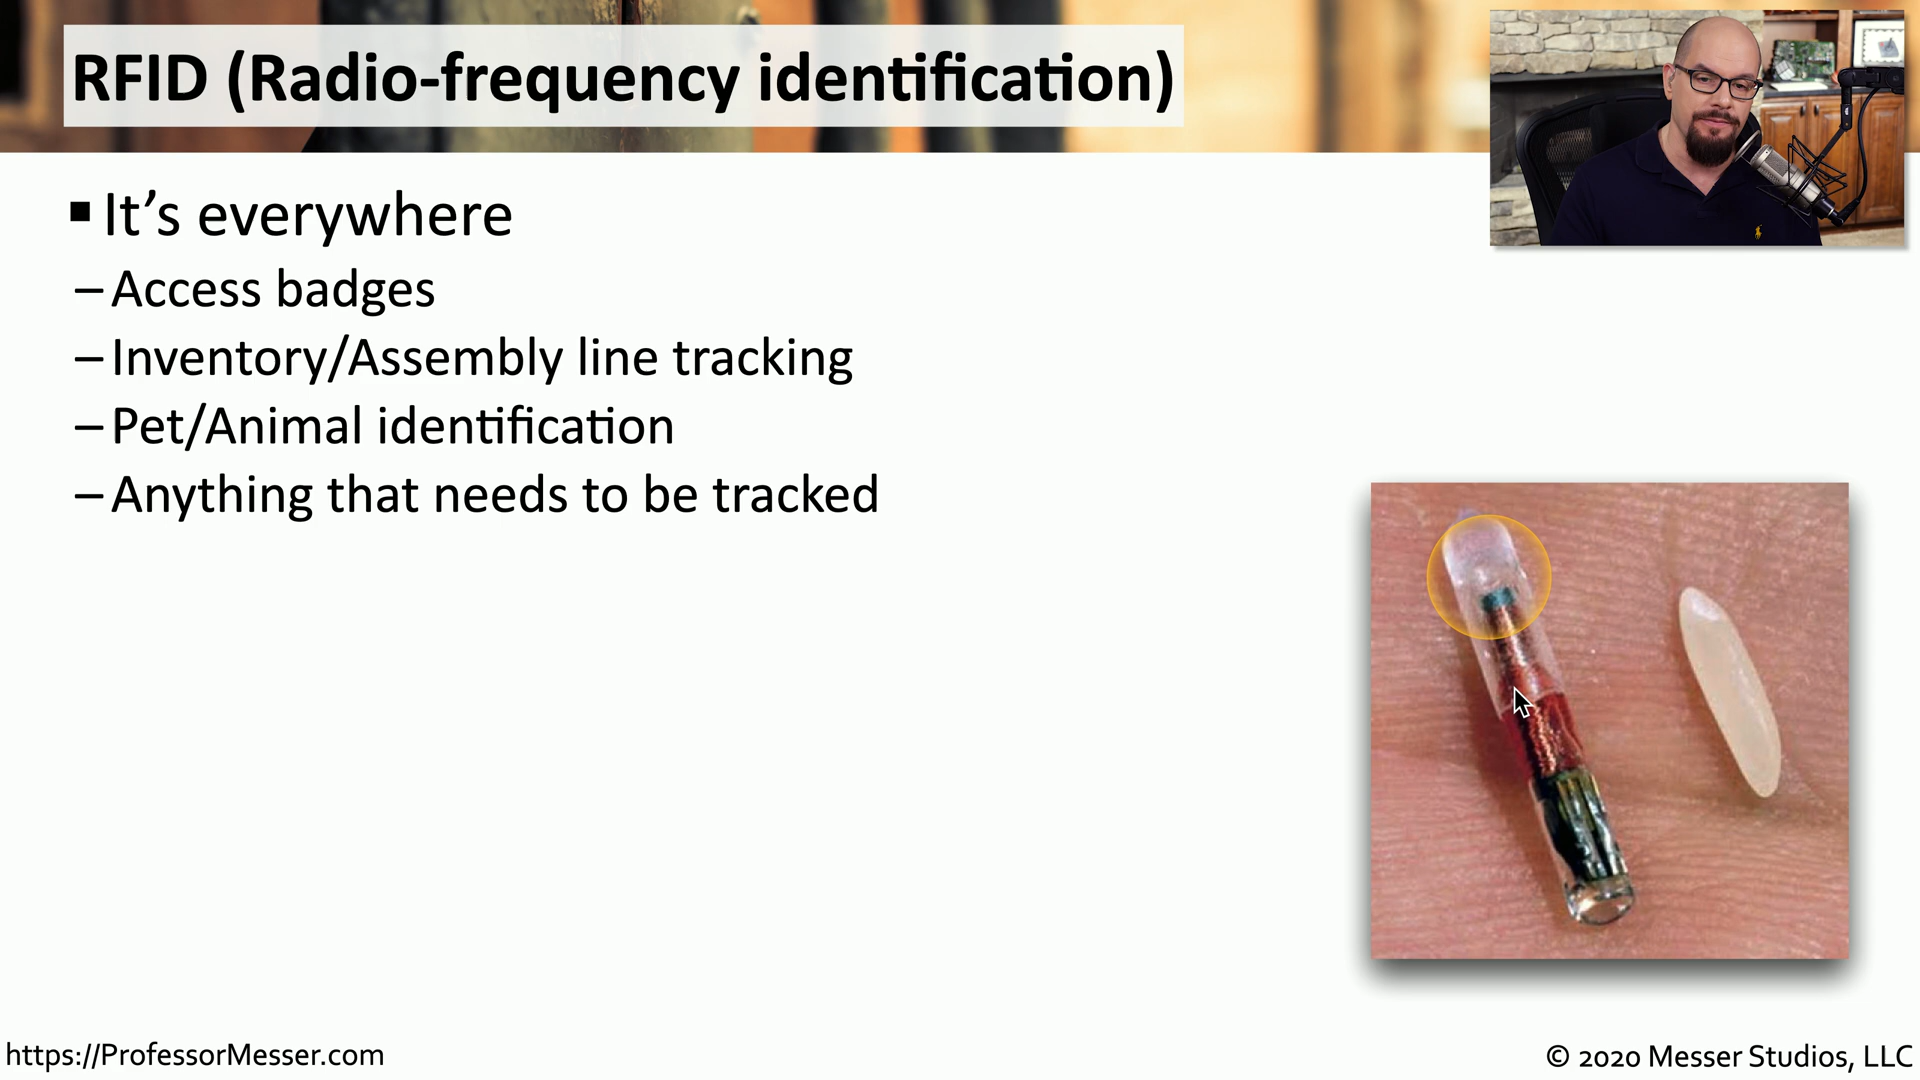 RFID (Radio-frequency identification)
▪ It’s everywhere
– Access badges
– Inventory/Assembly line tracking
– Pet/Animal identification
– Anything that needs to be tracked
https://ProfessorMesser.com
© 2020 Messer Studios, LLC